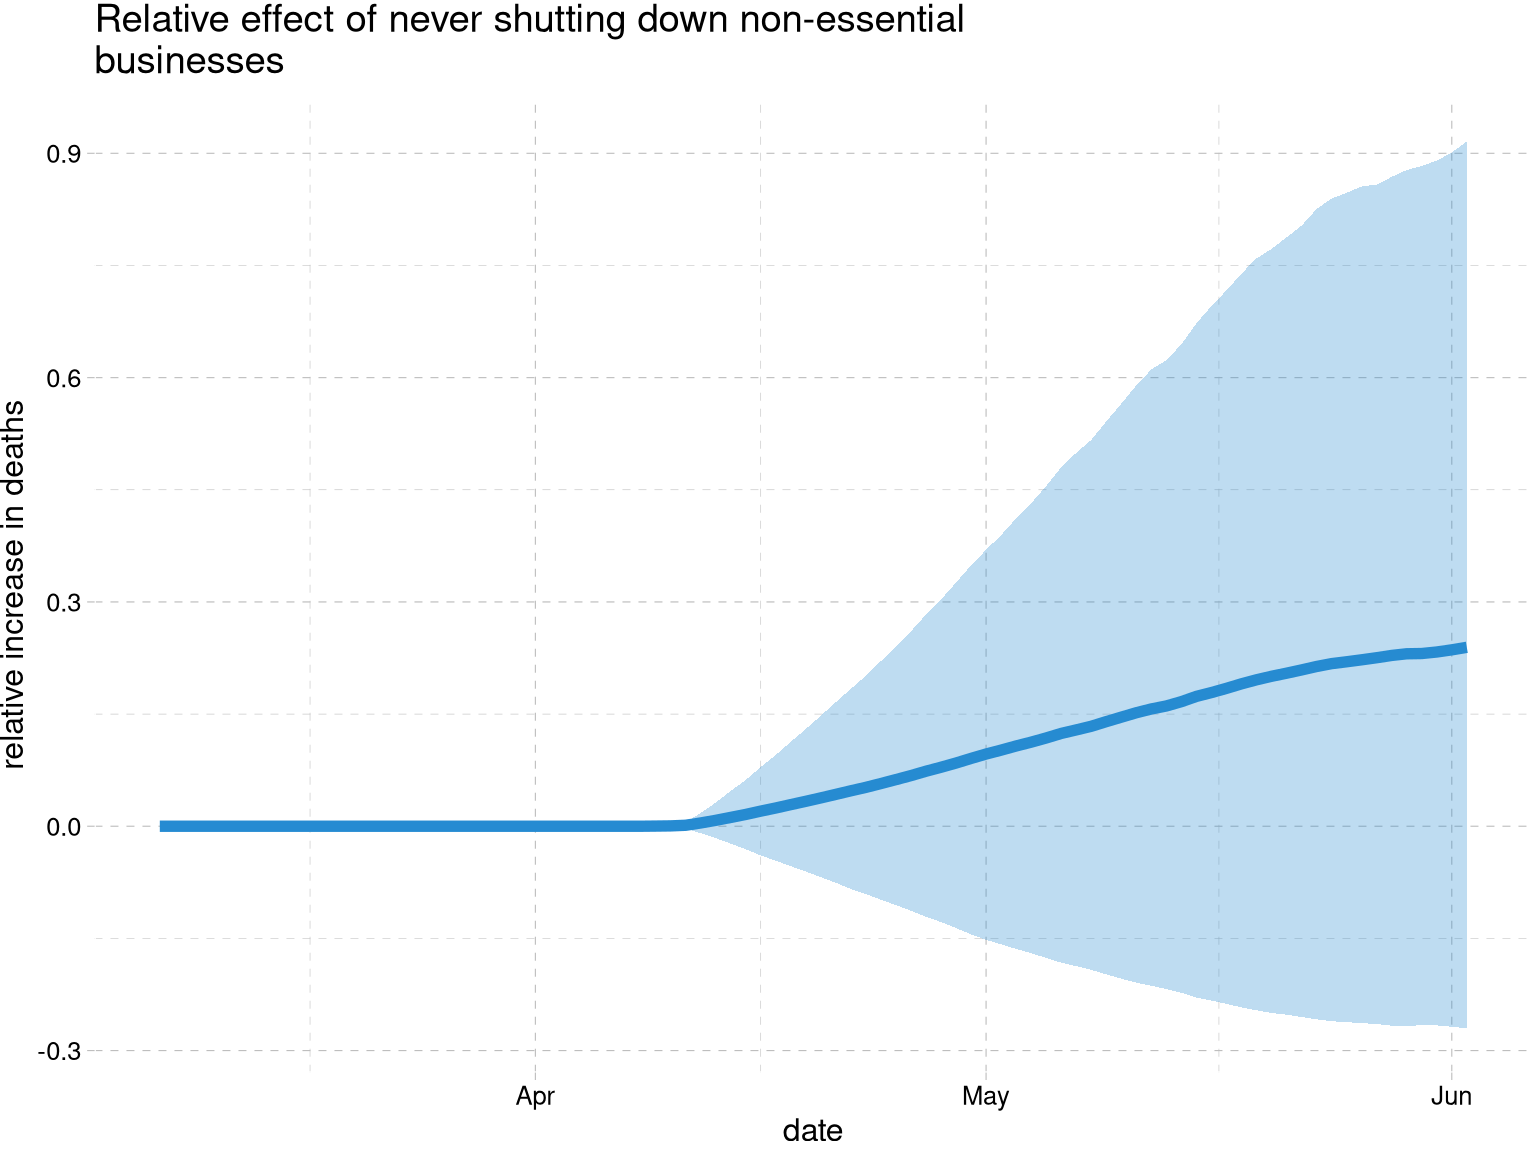 Relative effect of never shutting down non-essential
businesses
relative increase in deaths
0.9
0.6
0.3
0.0
-0.3
Apr
May
Jun
date